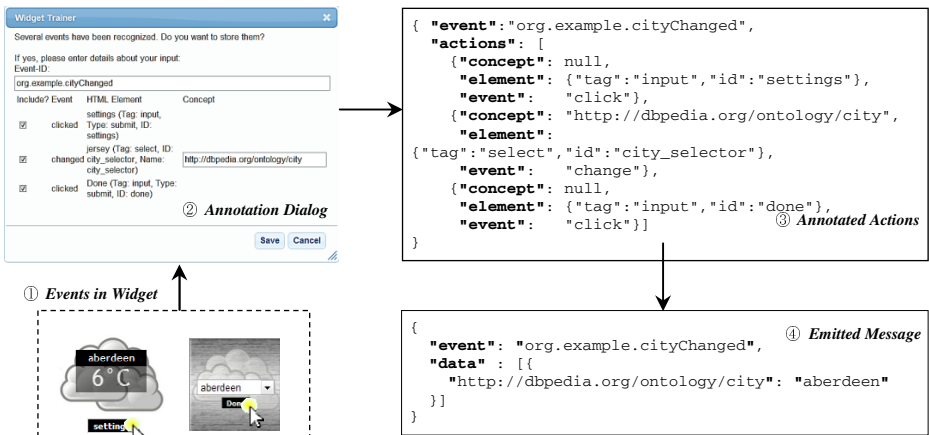 Widget Trainer
Several events have been recognized. Do you want to store them?
If yes, please enter details about your input:
Event-ID:
org.example.cityChanged
Include? Event HTML Element Concept
settings (Tag: input,
clicked Type: submit, ID:
settings)
jersey (Tag: select, ID:
changed city_selector, Name: http://dbpedia.org/ontology/city
city_selector)
clicked Done (Tag: input, Type:
submit, ID: done)
② Annotation Dialog
Save Cancel
① Events in Widget
aberdeen
6°C
aberdeen
{ "event":"org.example.cityChanged",
"actions": [
{"concept": null,
"element": {"tag":"input","id":"settings"},
"event": "click"},
{"concept": "http://dbpedia.org/ontology/city",
"element":
{"tag":"select","id":"city_selector"},
"event": "change"},
{"concept": null,
"element": {"tag":"input","id":"done"},
"event": "click"}]
③ Annotated Actions
}
{
④ Emitted Message
"event": "org.example.cityChanged",
"data" : [{
"http://dbpedia.org/ontology/city": "aberdeen"
}]
}